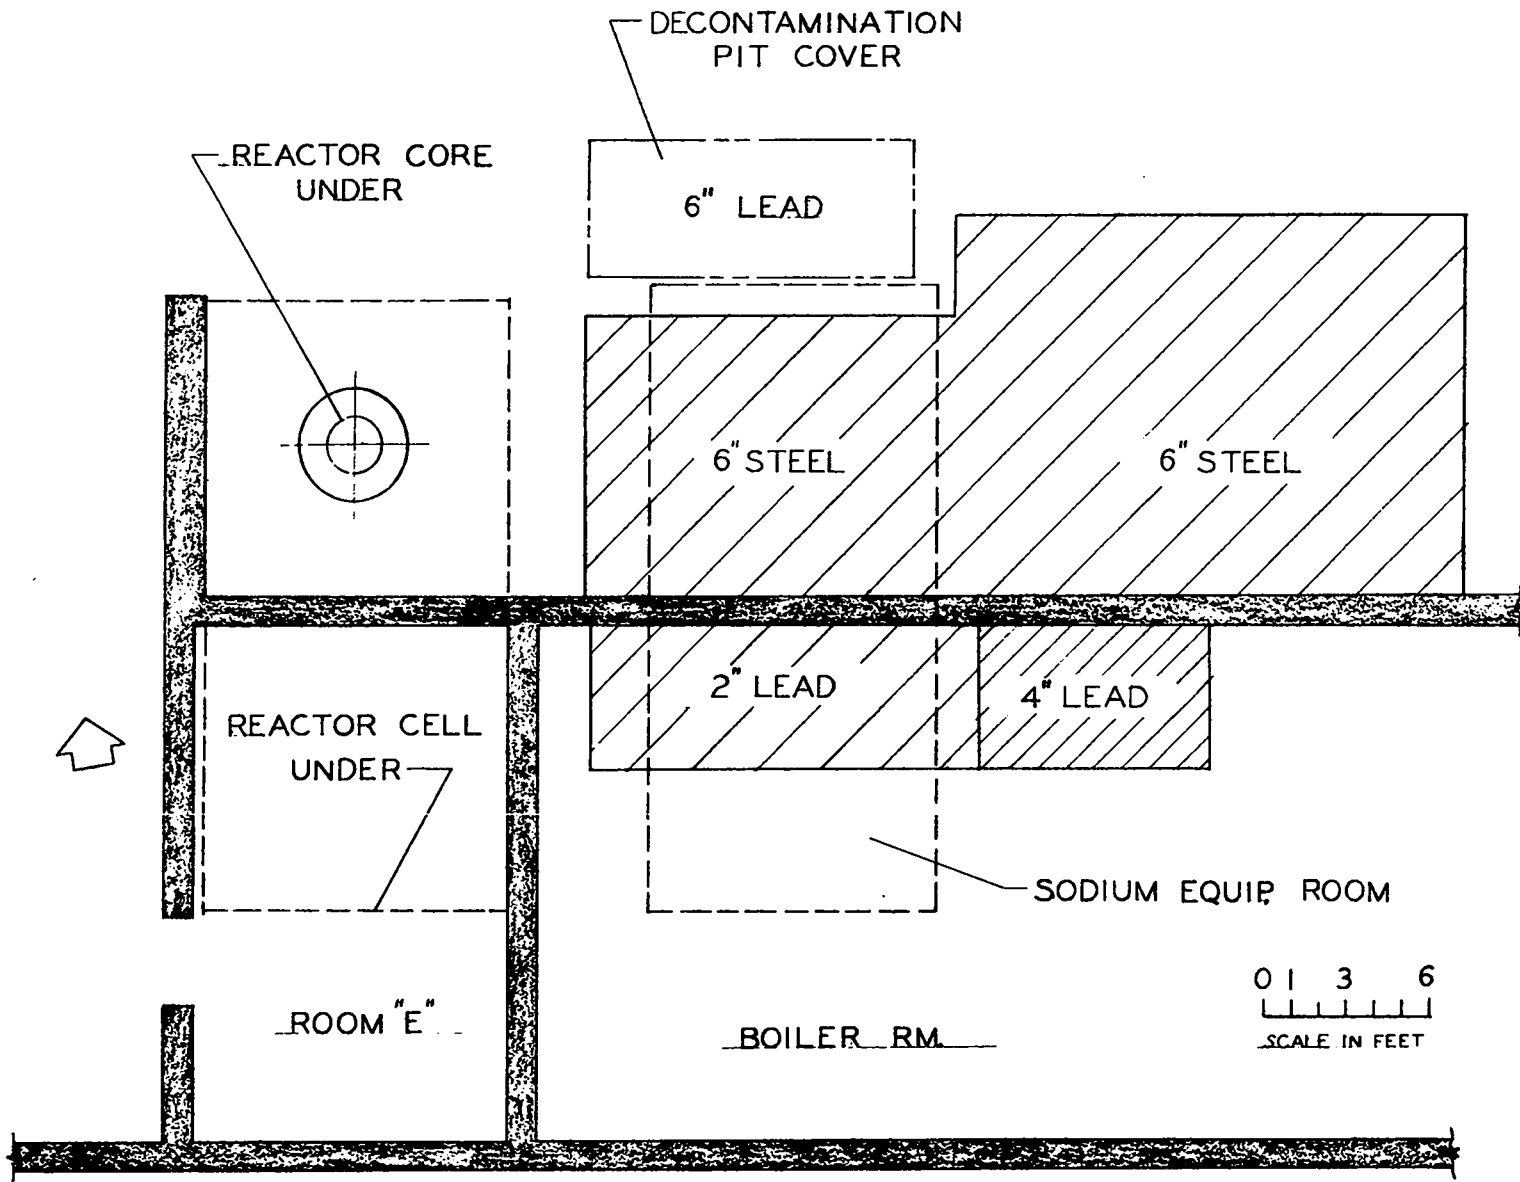 DECONTAMINATION
PIT COVER
REACTOR CORE
UNDER
6" LEAD
6" STEEL
6" STEEL
2" LEAD
4" LEAD
REACTOR CELL
UNDER
SODIUM EQUIP. ROOM
0 1 3 6
SCALE IN FEET
ROOM "E"
BOILER RM.